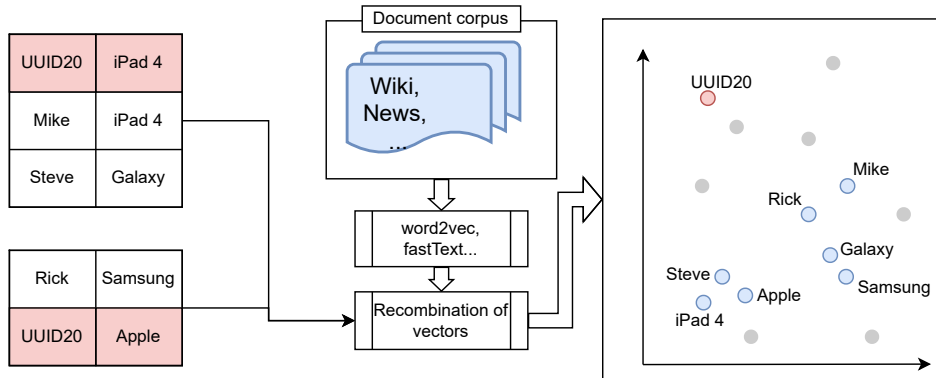 UUID20 iPad 4
Mike iPad 4
Steve Galaxy
Rick Samsung
UUID20 Apple
Document corpus
Wiki,
News,
...
word2vec,
fastText...
Recombination of
vectors
UUID20
Mike
Rick
Galaxy
Steve
Samsung
Apple
iPad 4